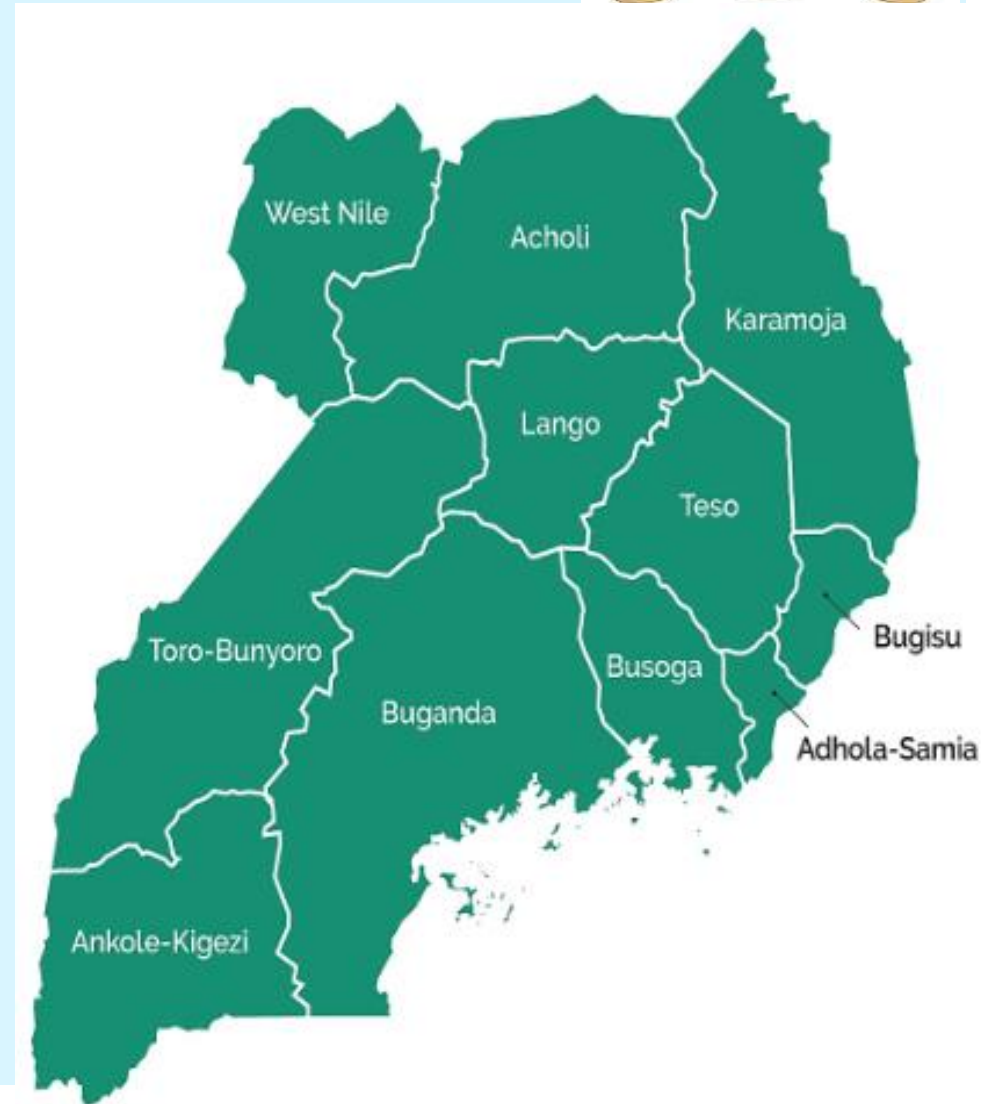 West Nile
Acholi
Karamoja
Lango
Teso
Bugisu
Toro-Bunyoro
Busoga
Buganda
Adhola-Samia
Ankole-Kigezi